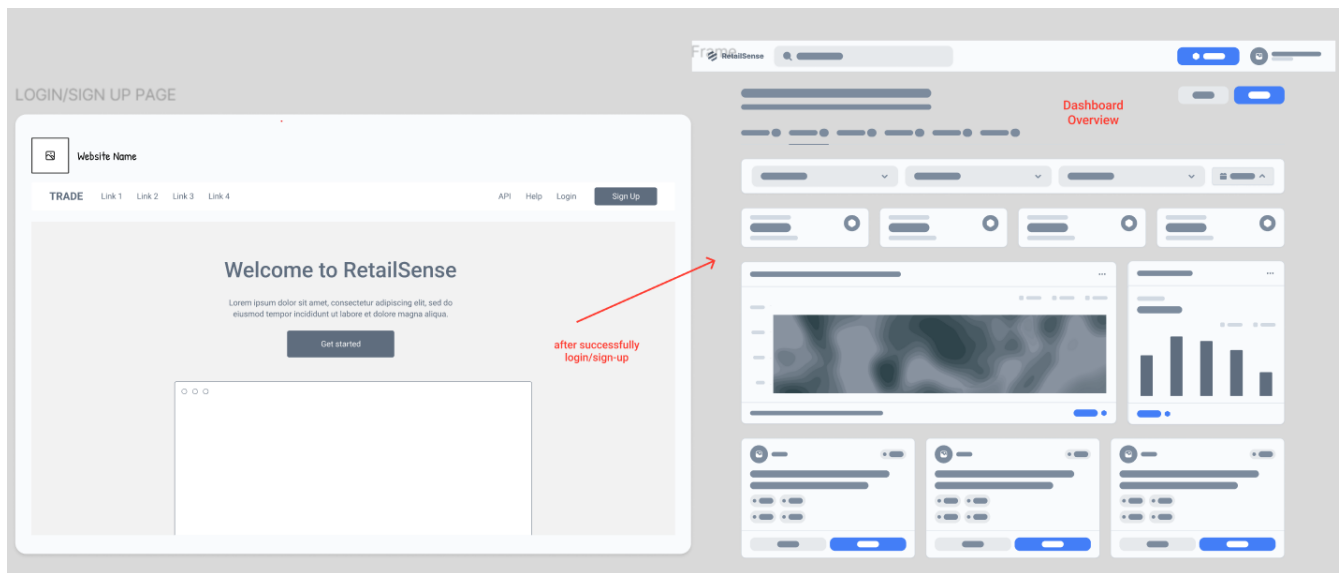 LOGIN/SIGN UP PAGE
Website Name
TRADE Link 1 Link 2 Link 3 Link 4 API Help Login Sign Up
Welcome to RetailSense
Lorem ipsum dolor sit amet, consectetur adipiscing elit, sed do
eiusmod tempor incididunt ut labore et dolore magna aliqua.
Get started
after successfully
login/sign-up
Frame
RetailSense
Dashboard
Overview